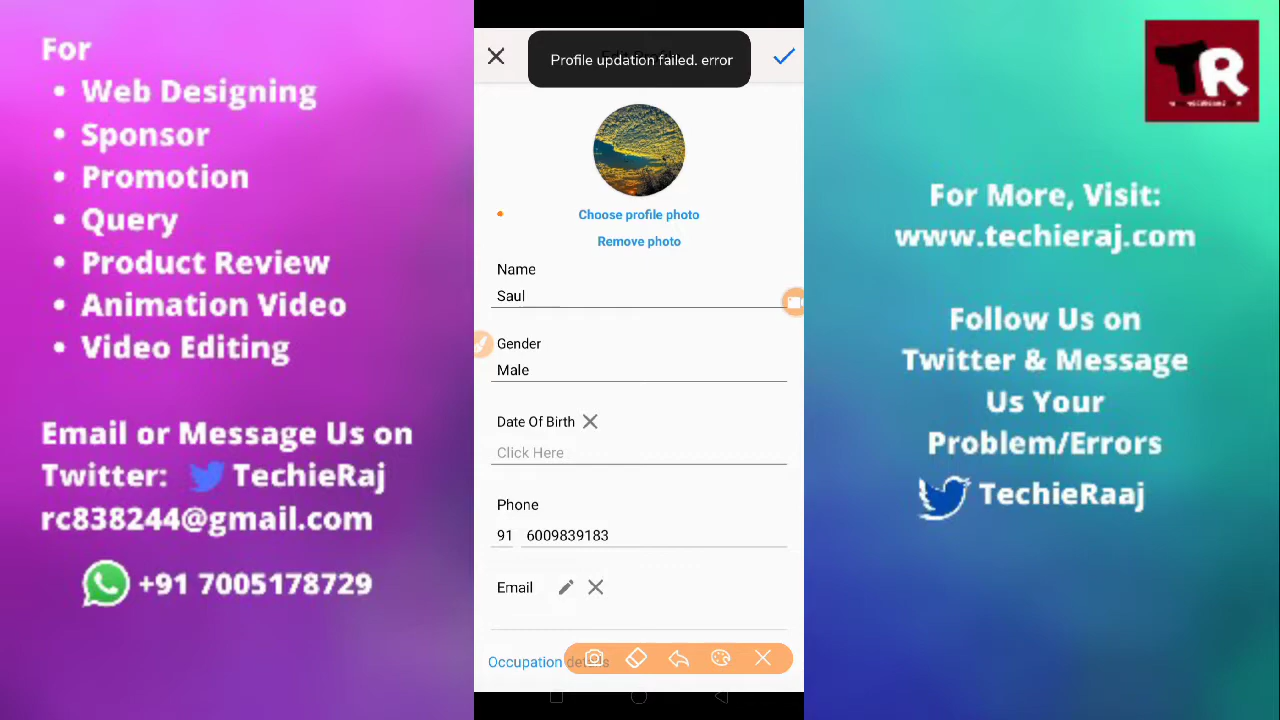 For
• Web Designing
• Sponsor
• Promotion
• Query
• Product Review
• Animation Video
• Video Editing
Email or Message Us on
Twitter: TechieRaj
rc838244@gmail.com
+91 7005178729
Profile updation failed. error
Choose profile photo
Remove photo
Name
Saul
Gender
Male
Date Of Birth
Click Here
Phone
91 6009839183
Email
Occupation details
TR
For More, Visit:
www.techieraj.com
Follow Us on
Twitter & Message
Us Your
Problem/Errors
TechieRaaj